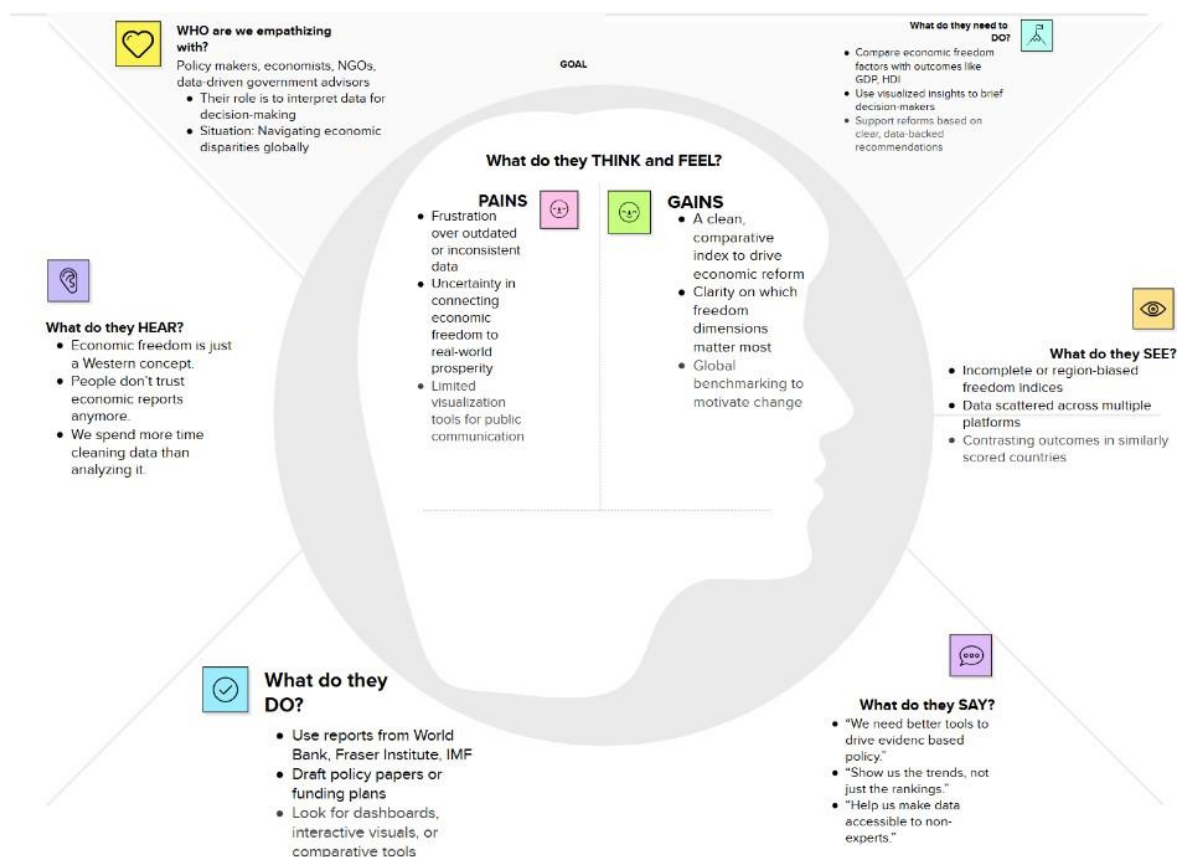 WHO are we empathizing
with?
Policy makers, economists, NGOs,
data-driven government advisors
• Their role is to interpret data for
decision-making
• Situation: Navigating economic
disparities globally
GOAL
What do they need to
DO?
• Compare economic freedom
factors with outcomes like
GDP, HDI
• Use visualized insights to brief
decision-makers
• Support reforms based on
clear, data-backed
recommendations
What do they THINK and FEEL?
PAINS
• Frustration
over outdated
or inconsistent
data
• Uncertainty in
connecting
economic
freedom to
real-world
prosperity
• Limited
visualization
tools for public
communication
GAINS
• A clean,
comparative
index to drive
economic reform
• Clarity on which
freedom
dimensions
matter most
• Global
benchmarking to
motivate change
What do they HEAR?
• Economic freedom is just
a Western concept.
• People don't trust
economic reports
anymore.
• We spend more time
cleaning data than
analyzing it.
What do they SEE?
• Incomplete or region-biased
freedom indices
• Data scattered across multiple
platforms
• Contrasting outcomes in similarly
scored countries
What do they
DO?
• Use reports from World
Bank, Fraser Institute, IMF
• Draft policy papers or
funding plans
• Look for dashboards,
interactive visuals, or
comparative tools
What do they SAY?
• “We need better tools to
drive evidenc based
policy.”
• “Show us the trends, not
just the rankings.”
• “Help us make data
accessible to non-
experts.”